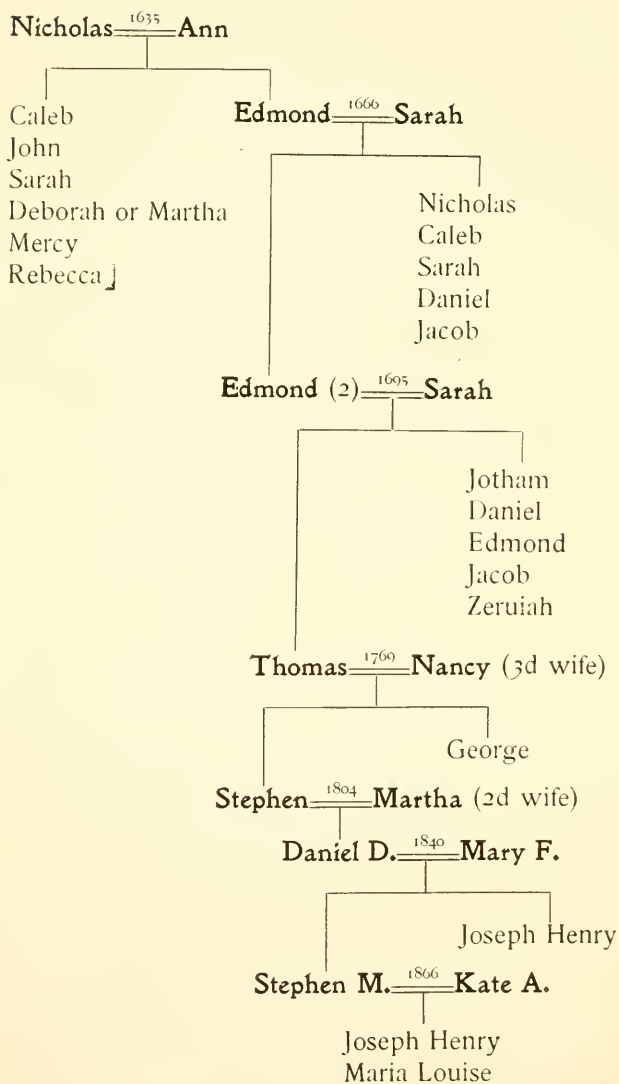 Nicholas 1635 Ann
Caleb
John
Sarah
Deborah or Martha
Mercy
Rebecca
Edmond 1666 Sarah
Nicholas
Caleb
Sarah
Daniel
Jacob
Edmond (2) 1695 Sarah
Jotham
Daniel
Edmond
Jacob
Zeruiah
Thomas 1769 Nancy (3d wife)
George
Stephen 1804 Martha (2d wife)
Daniel D. 1840 Mary F.
Joseph Henry
Stephen M. 1866 Kate A.
Joseph Henry
Maria Louise